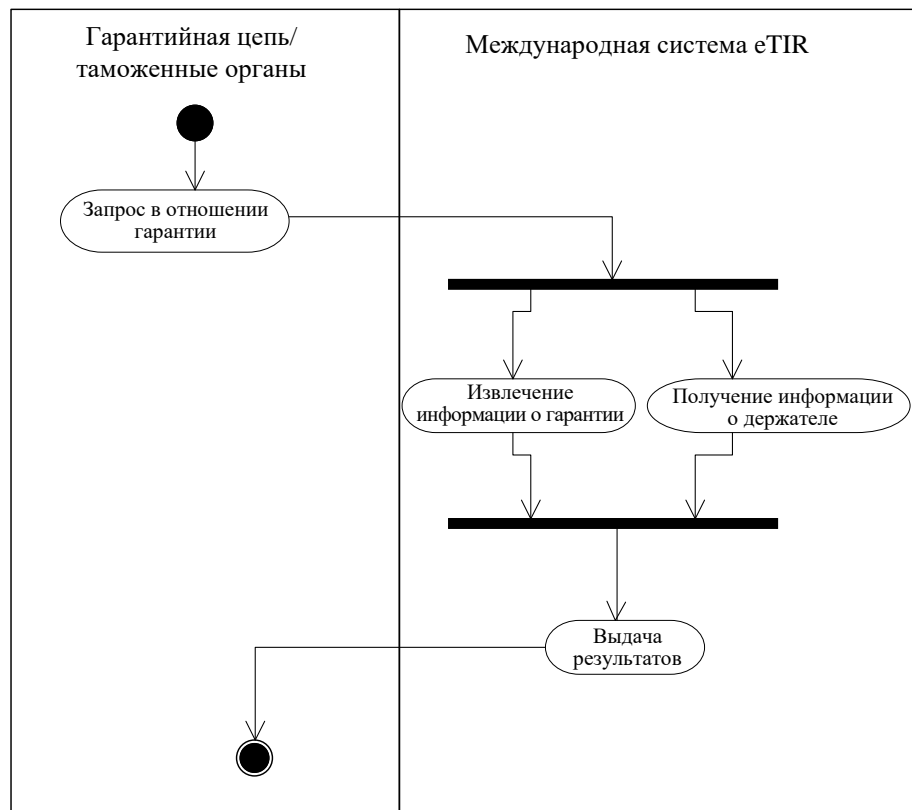 Гарантийная цепь/
таможенные органы
Международная система eTIR
Запрос в отношении
гарантии
Извлечение
информации о гарантии
Получение информации
о держателе
Выдача
результатов